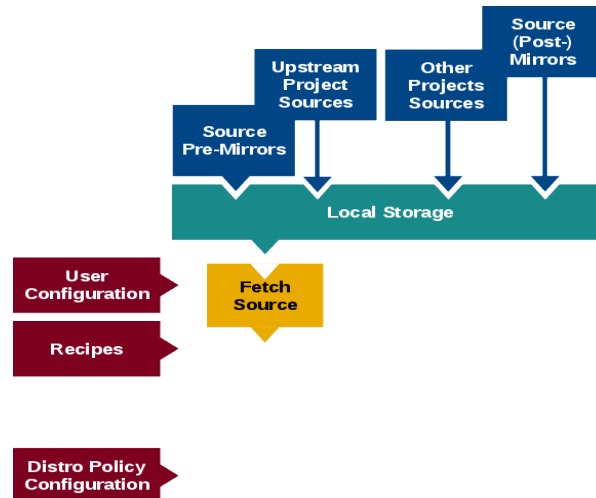 Source
(Post-)
Mirrors
Upstream
Project
Sources
Other
Projects
Sources
Source
Pre-Mirrors
Local Storage
User
Configuration
Fetch
Source
Recipes
Distro Policy
Configuration